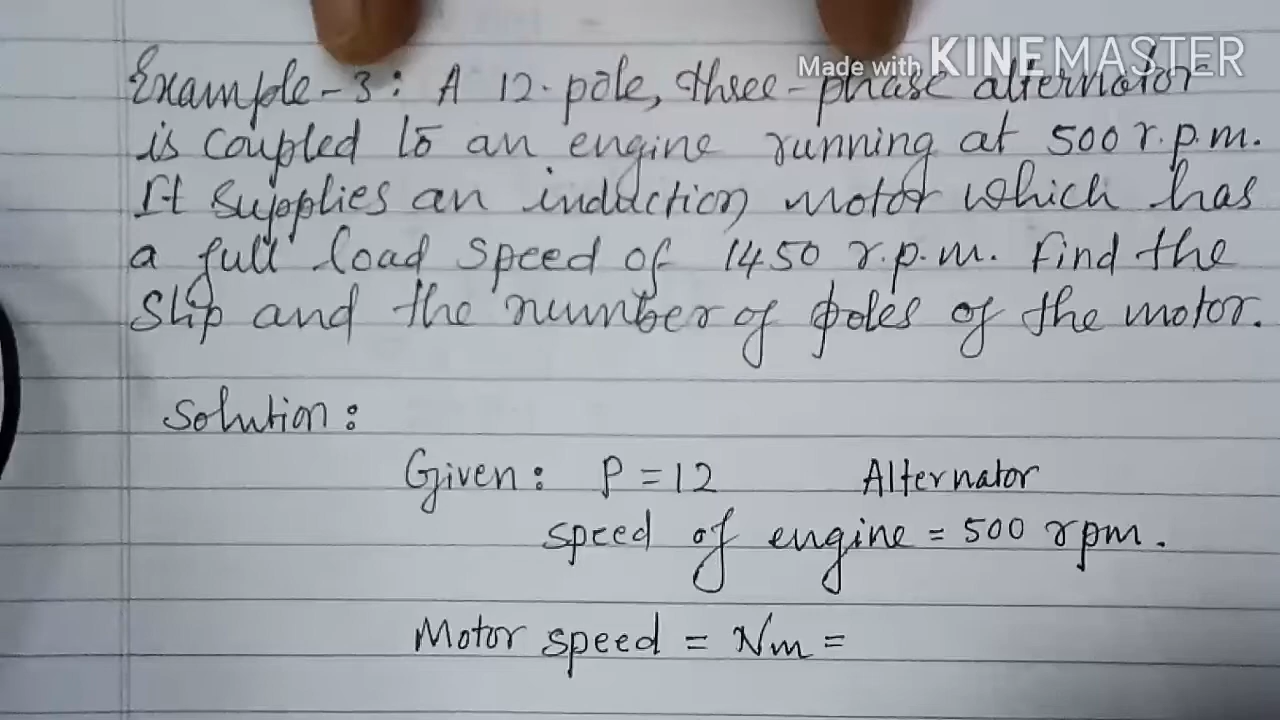 Made with KINEMASTER
Example-3: A 12-pole, three-phase alternator
is coupled to an engine running at 500 r.p.m.
It supplies an induction motor which has
a full load speed of 1450 r.p.m. Find the
slip and the number of poles of the motor.
Solution:
Given: P = 12 Alternator
speed of engine = 500 rpm.
Motor speed = Nm =